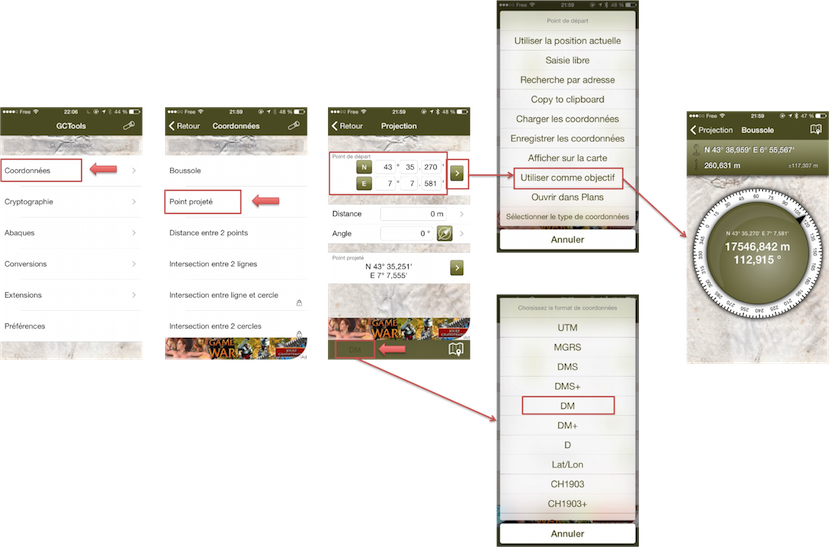 ●●●○○ Free 22:06 44 %
GCTools
Coordonnées
Cryptographie
Abaques
Conversions
Extensions
Préférences
●●●○○ Free 21:59 48 %
Retour Coordonnées
Boussole
Point projeté
Distance entre 2 points
Intersection entre 2 lignes
Intersection entre ligne et cercle
Intersection entre 2 cercles
GAME
WAR
●●●○○ Free 21:59 48 %
Retour Projection
Point de départ
N 43 ° 35 . 270 '
E 7 ° 7 . 581 '
Distance 0 m
Angle 0 °
Point projeté
N 43° 35,251'
E 7° 7,555'
GAME
WAR
DM
●●●○○ Free 21:59 48 %
Point de départ
Utiliser la position actuelle
Saisie libre
Recherche par adresse
Copy to clipboard
Charger les coordonnées
Enregistrer les coordonnées
Afficher sur la carte
Utiliser comme objectif
Ouvrir dans Plans
Sélectionner le type de coordonnées
Annuler
Choisissez le format de coordonnées
UTM
MGRS
DMS
DMS+
DM
DM+
D
Lat/Lon
CH1903
CH1903+
Annuler
●●●○○ Free 21:59 47 %
Projection Boussole
N 43° 38,959' E 6° 55,567'
260,631 m ±117,307 m
N 43° 35,270' E 7° 7,581'
17546,842 m
112,915 °